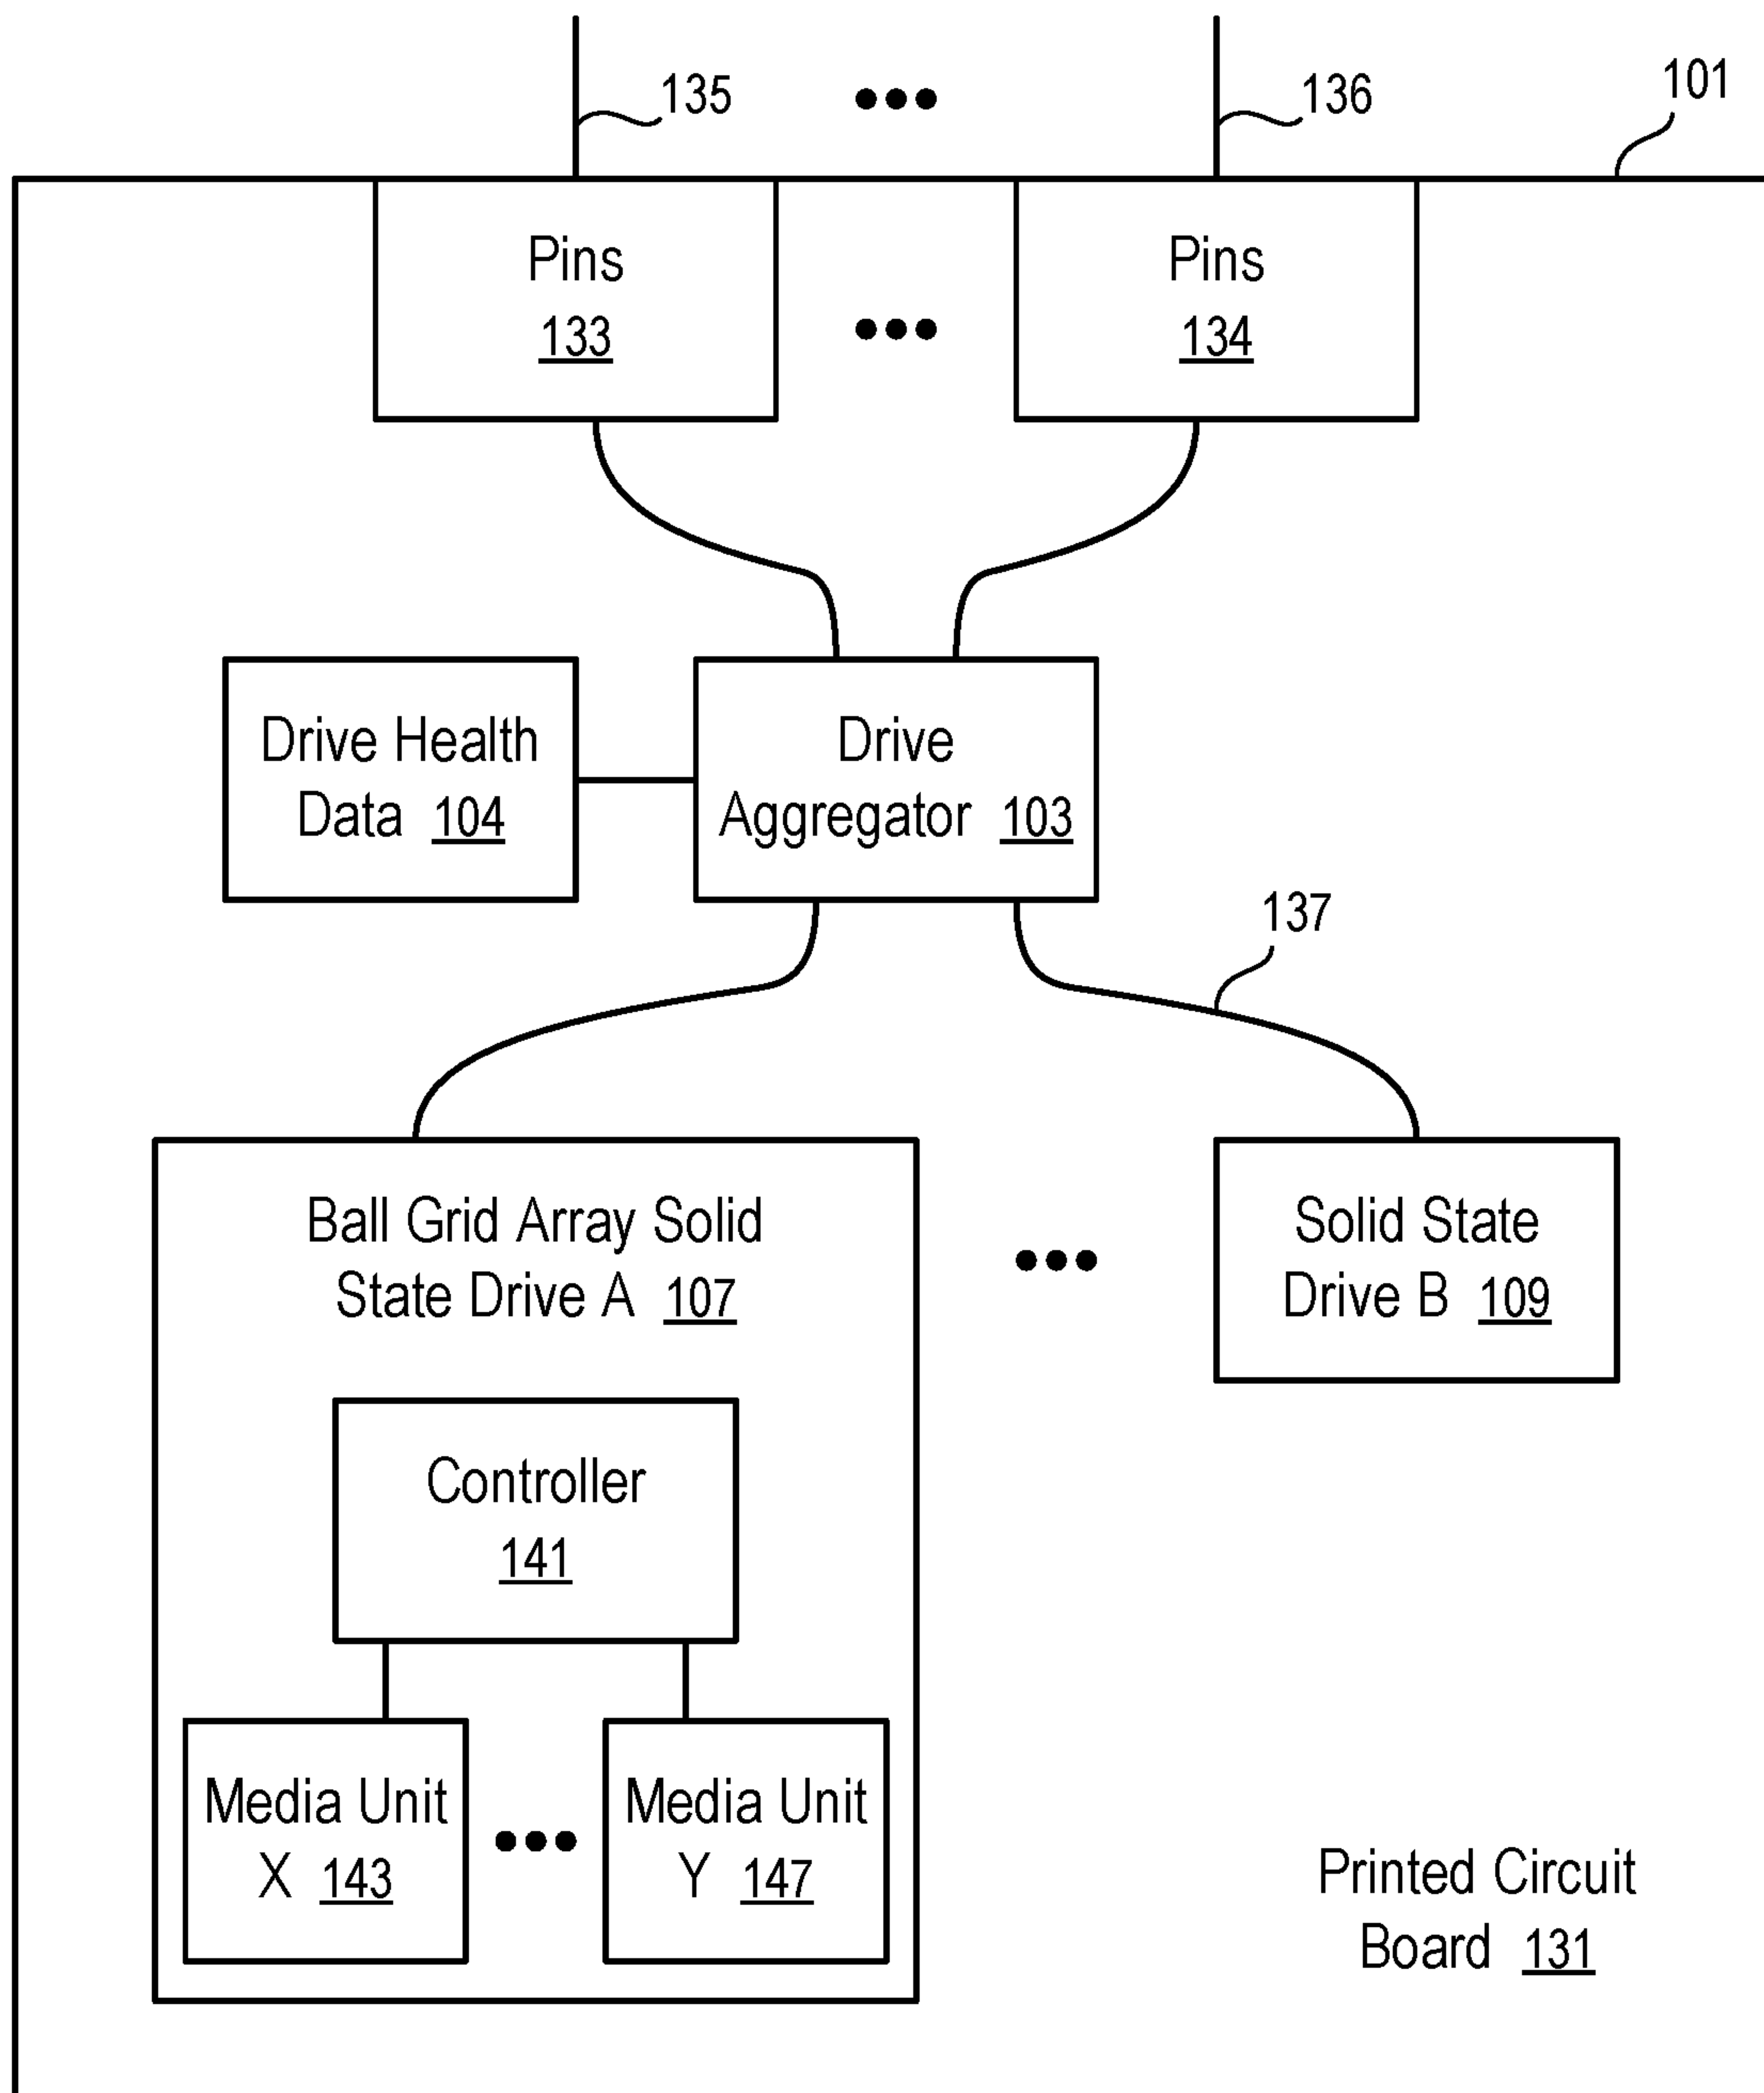 135
136
101
Pins
133
Pins
134
Drive Health
Data 104
Drive
Aggregator 103
137
Ball Grid Array Solid
State Drive A 107
Solid State
Drive B 109
Controller
141
Media Unit
X 143
Media Unit
Y 147
Printed Circuit
Board 131